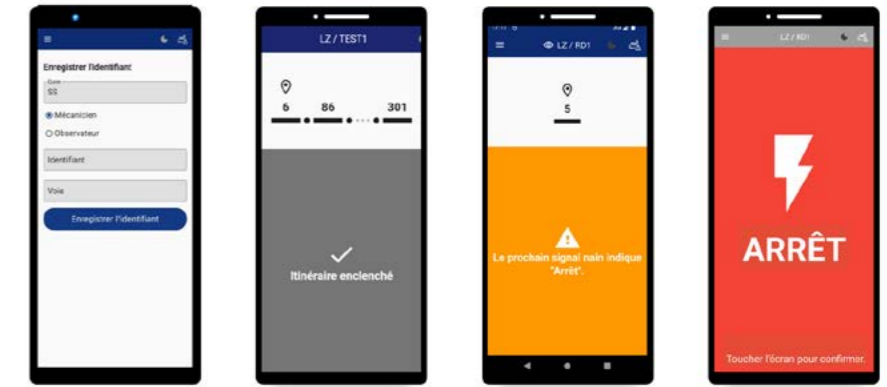 Enregistrer l'identifiant
Gare
SS
Mécanicien
Observateur
Identifiant
Voie
Enregistrer l'identifiant
LZ / TEST1
6 86 301
Itinéraire enclenché
LZ / RD1
5
Le prochain signal nain indique
"Arrêt".
LZ / RD1
ARRÊT
Toucher l'écran pour confirmer.